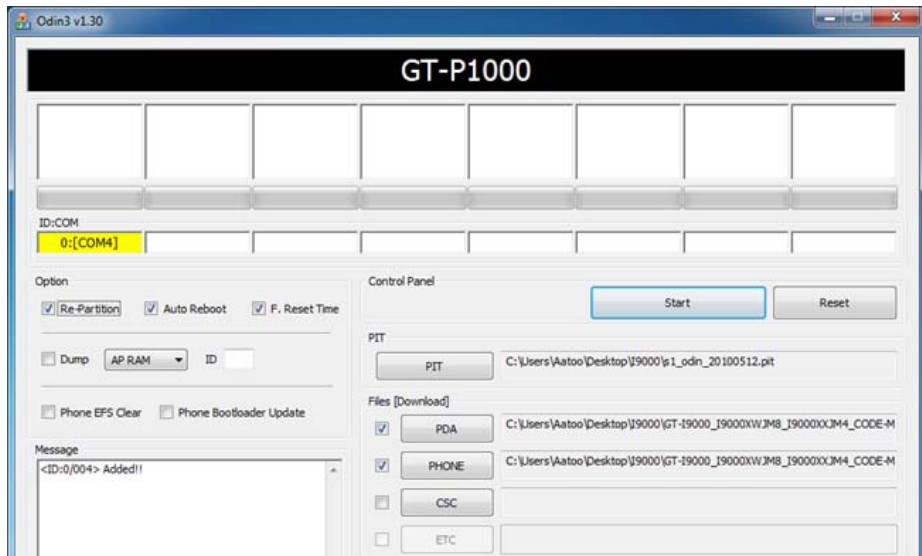 Odin3 v1.30
GT-P1000
ID:COM
0:[COM4]
Option
Re-Partition Auto Reboot F. Reset Time
Dump AP RAM ID
Phone EFS Clear Phone Bootloader Update
Message
<ID:0/004> Added!!
Control Panel
Start Reset
PIT
PIT C:\Users\Aatoo\Desktop\I9000\s1_odin_20100512.pit
Files [Download]
PDA C:\Users\Aatoo\Desktop\I9000\GT-I9000_I9000XWJM8_I9000XXJM4_CODE-M
PHONE C:\Users\Aatoo\Desktop\I9000\GT-I9000_I9000XWJM8_I9000XXJM4_CODE-M
CSC
ETC